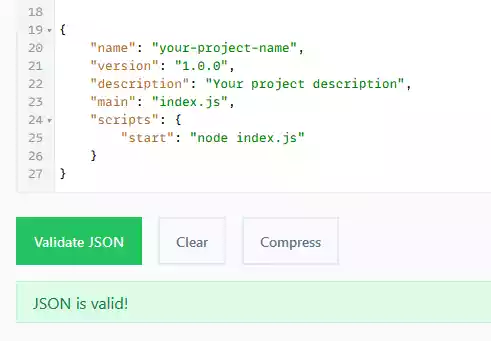 18
19 {
20     "name": "your-project-name",
21     "version": "1.0.0",
22     "description": "Your project description",
23     "main": "index.js",
24     "scripts": {
25         "start": "node index.js"
26     }
27 }
Validate JSON Clear Compress
JSON is valid!